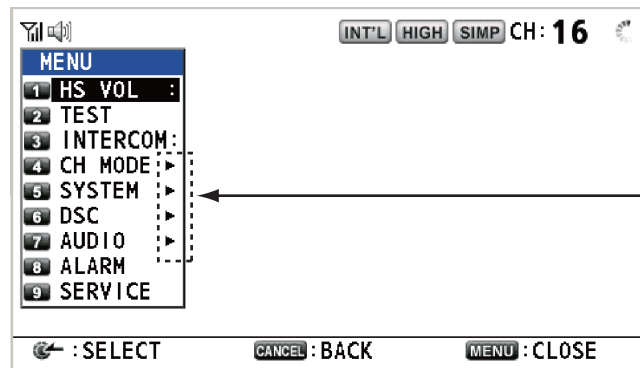 INT'L HIGH SIMP CH: 16
MENU
1 HS VOL :
2 TEST
3 INTERCOM:
4 CH MODE ▶
5 SYSTEM ▶
6 DSC ▶
7 AUDIO ▶
8 ALARM
9 SERVICE
: SELECT CANCEL : BACK MENU : CLOSE